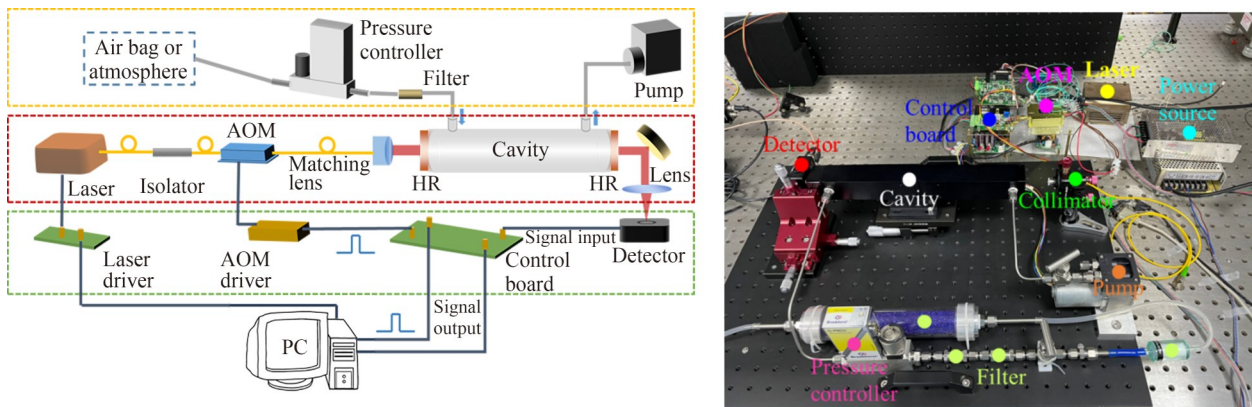 Air bag or
atmosphere
Pressure
controller
Filter
Pump
AOM
Matching
lens
Cavity
Laser
Isolator
HR
HR
Lens
Laser
driver
AOM
driver
Signal input
Control
board
Detector
Signal
output
PC
AOM
Laser
Control
board
Power
source
Detector
Cavity
Collimator
Pump
Pressure
controller
Filter